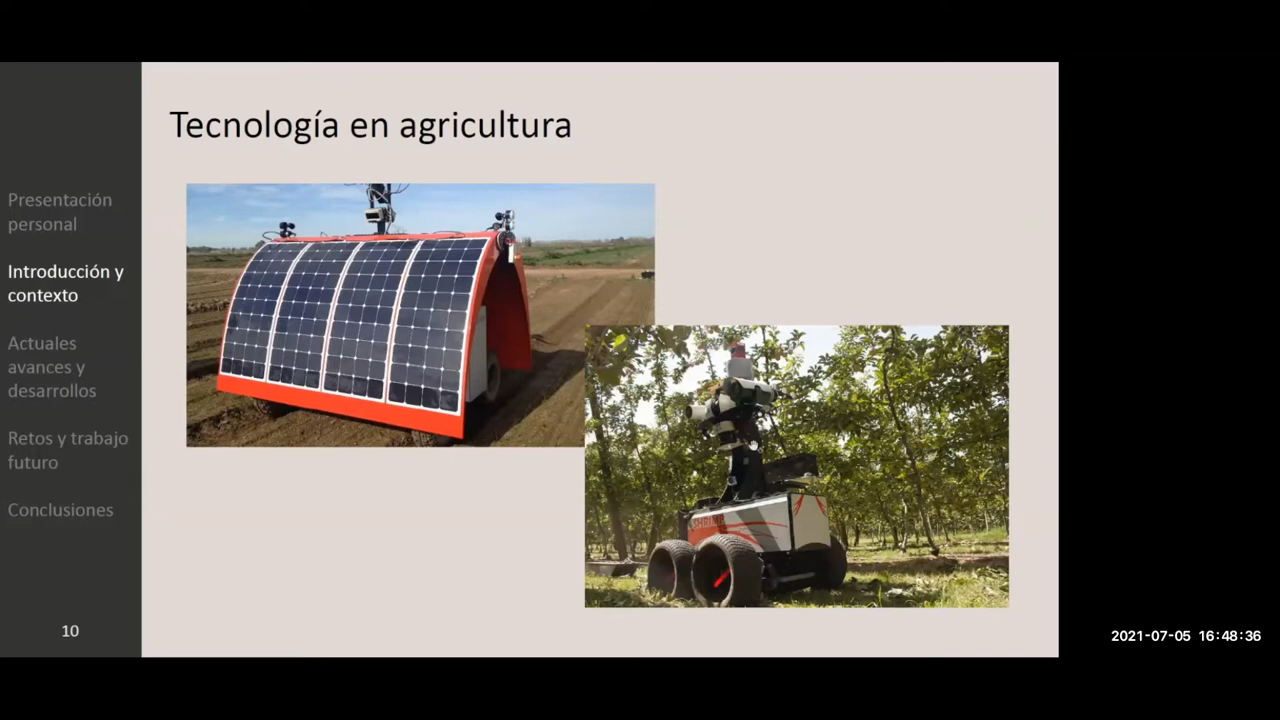 Tecnología en agricultura
Presentación
personal
Introducción y
contexto
Actuales
avances y
desarrollos
Retos y trabajo
futuro
Conclusiones
10
2021-07-05 16:48:36